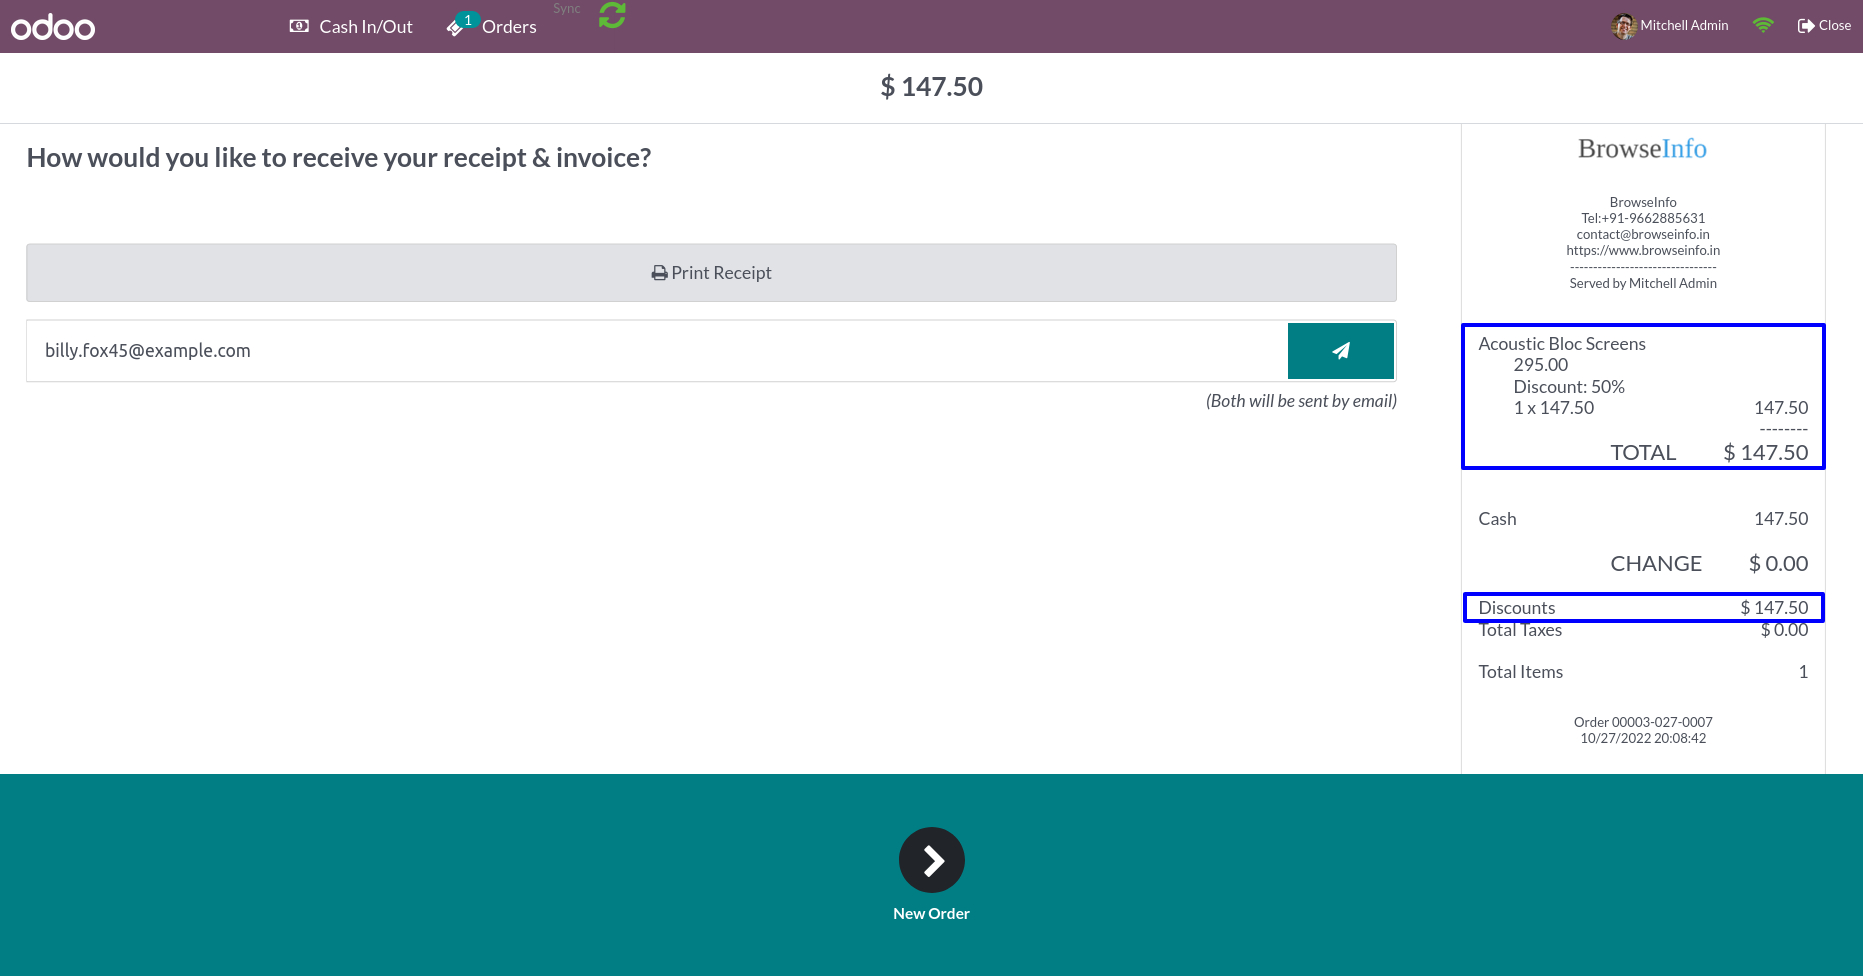 odoo
Cash In/Out
1
Orders
Sync
Mitchell Admin
Close
$ 147.50
How would you like to receive your receipt & invoice?
Print Receipt
billy.fox45@example.com
(Both will be sent by email)
BrowseInfo
BrowseInfo
Tel:+91-9662885631
contact@browseinfo.in
https://www.browseinfo.in
--------------------------------
Served by Mitchell Admin
Acoustic Bloc Screens
295.00
Discount: 50%
1 x 147.50 147.50
--------
TOTAL $ 147.50
Cash 147.50
CHANGE $ 0.00
Discounts $ 147.50
Total Taxes $ 0.00
Total Items 1
Order 00003-027-0007
10/27/2022 20:08:42
New Order